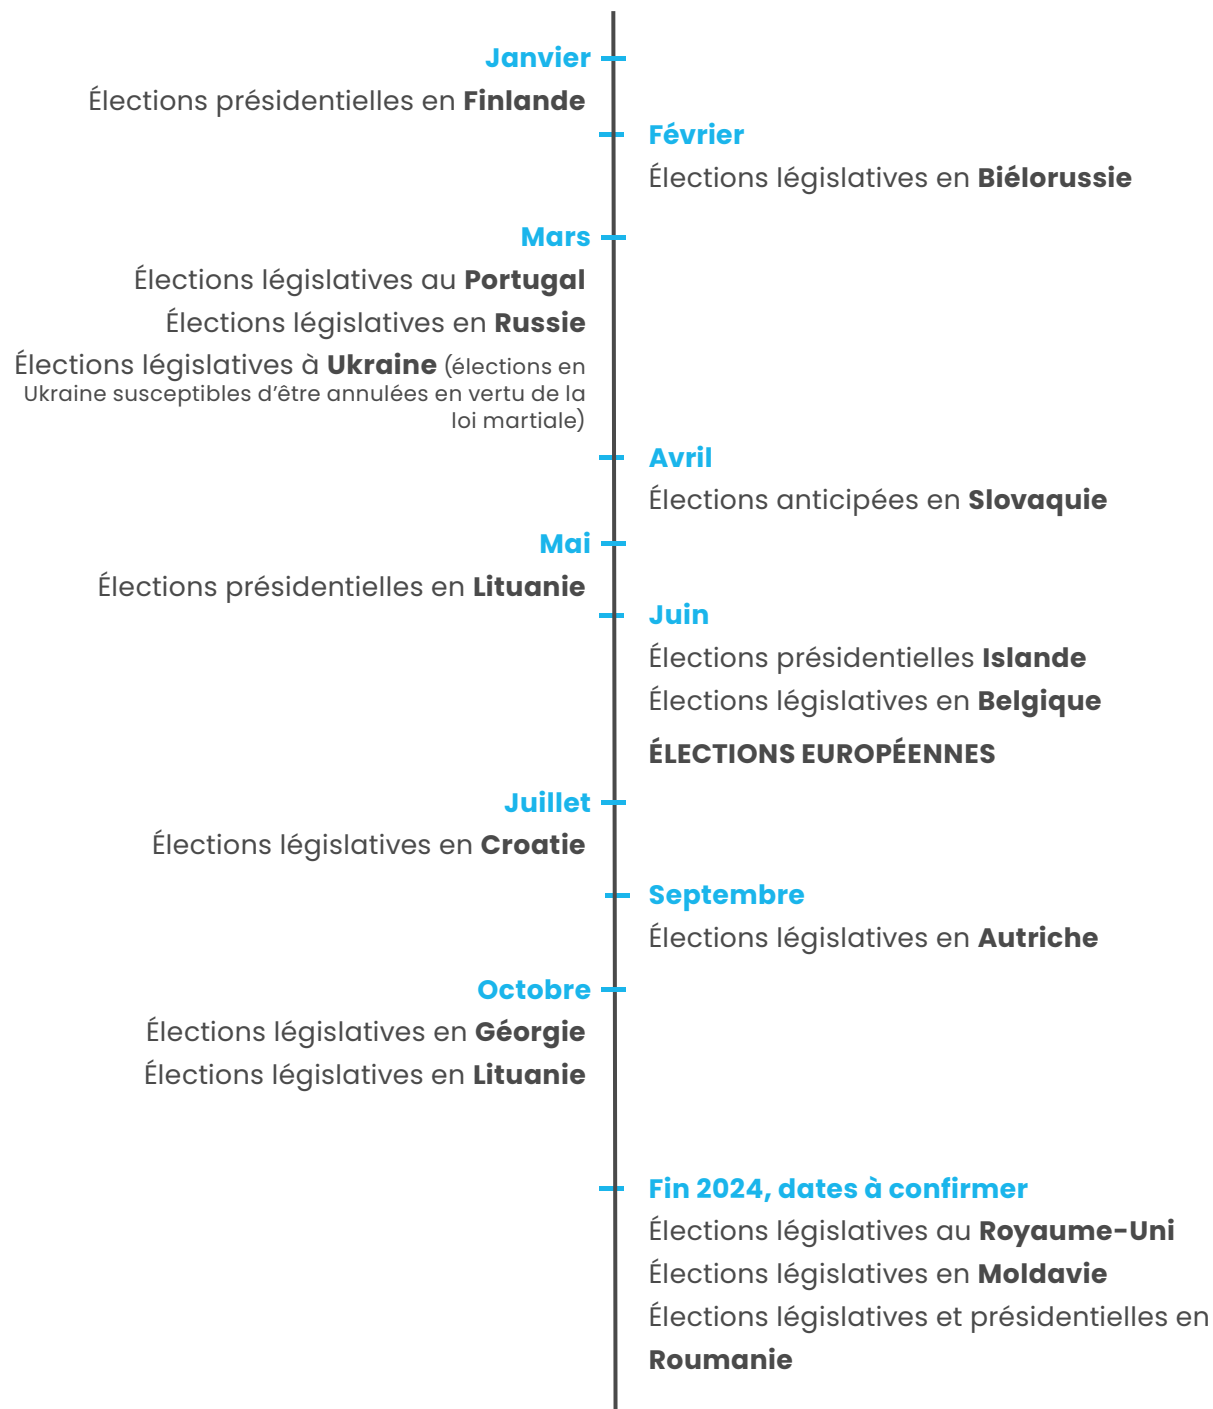 Janvier
Élections présidentielles en Finlande
Février
Élections législatives en Biélorussie
Mars
Élections législatives au Portugal
Élections législatives en Russie
Élections législatives à Ukraine (élections en
Ukraine susceptibles d’être annulées en vertu de la
loi martiale)
Avril
Élections anticipées en Slovaquie
Mai
Élections présidentielles en Lituanie
Juin
Élections présidentielles Islande
Élections législatives en Belgique
ÉLECTIONS EUROPÉENNES
Juillet
Élections législatives en Croatie
Septembre
Élections législatives en Autriche
Octobre
Élections législatives en Géorgie
Élections législatives en Lituanie
Fin 2024, dates à confirmer
Élections législatives au Royaume-Uni
Élections législatives en Moldavie
Élections législatives et présidentielles en
Roumanie